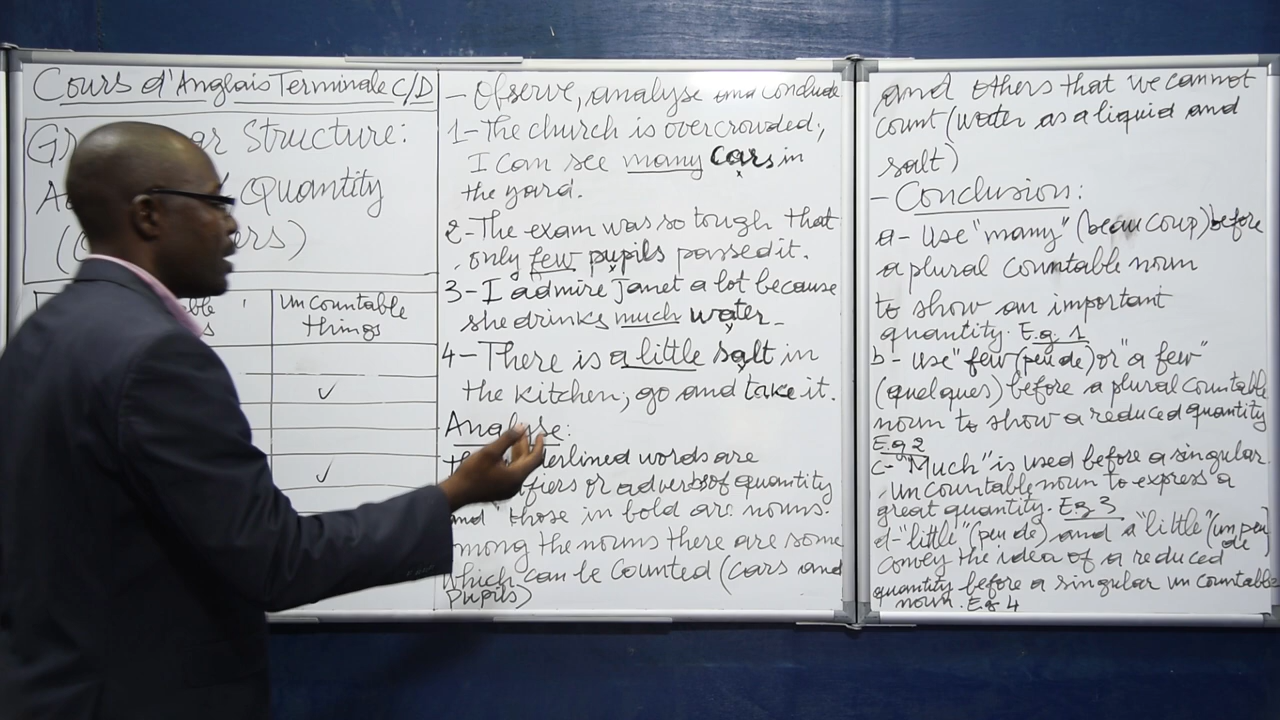 Cours d'Anglais Terminale C/D
Structure:
Quantity
Uncountable
things
✓
✓
- Observe, analyse and conclude
1- The church is overcrowded,
I can see many cars in
the yard.
2- The exam was so tough that
only few pupils passed it.
3- I admire Janet a lot because
she drinks much water.
4- There is a little salt in
the kitchen, go and take it.
Analyse:
words are
or adverbs of quantity
and those in bold are nouns.
Among the nouns there are some
which can be counted (cars and
pupils)
and others that we cannot
count (water as a liquid and
salt)
- Conclusion:
a- Use "many" (beaucoup) before
a plural countable noun
to show an important
quantity. E.g. 1
b- Use "few (peu de) or "a few"
(quelques) before a plural countable
noun to show a reduced quantity
E.g 2
c- "Much" is used before a singular
uncountable noun to express a
great quantity. E.g 3
d- "little" (peu de) and a "little" (un peu
de)
convey the idea of a reduced
quantity before a singular uncountable
noun. E.g 4